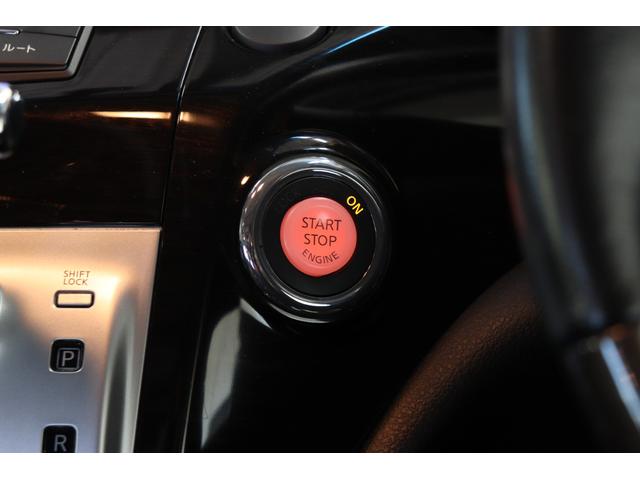 ルート
ON
START
STOP
ENGINE
SHIFT
LOCK
P
R